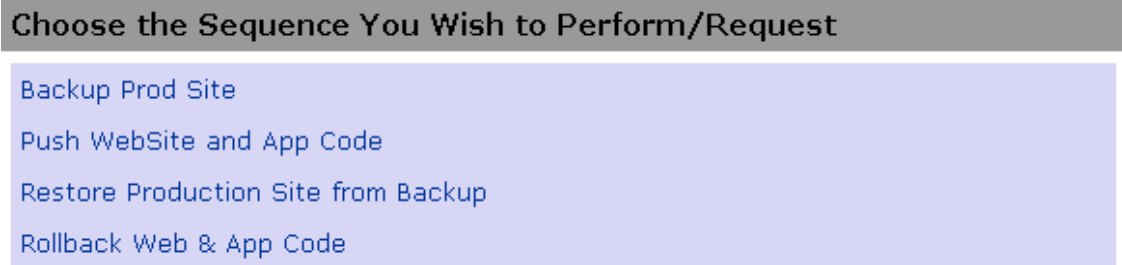 Choose the Sequence You Wish to Perform/Request
Backup Prod Site
Push WebSite and App Code
Restore Production Site from Backup
Rollback Web & App Code